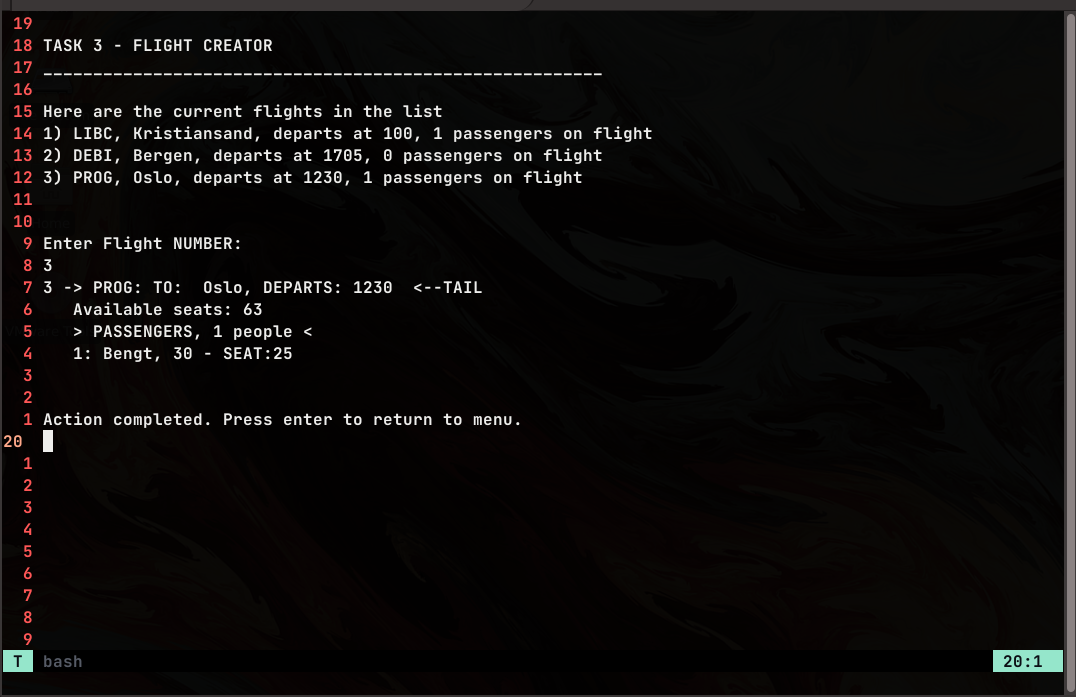 19
18 TASK 3 - FLIGHT CREATOR
17 ________________________________________________________
16
15 Here are the current flights in the list
14 1) LIBC, Kristiansand, departs at 100, 1 passengers on flight
13 2) DEBI, Bergen, departs at 1705, 0 passengers on flight
12 3) PROG, Oslo, departs at 1230, 1 passengers on flight
11
10
9 Enter Flight NUMBER:
8 3
7 3 -> PROG: TO:  Oslo, DEPARTS: 1230  <--TAIL
6    Available seats: 63
5    > PASSENGERS, 1 people <
4    1: Bengt, 30 - SEAT:25
3
2
1 Action completed. Press enter to return to menu.
20
1
2
3
4
5
6
7
8
9
T bash 20:1